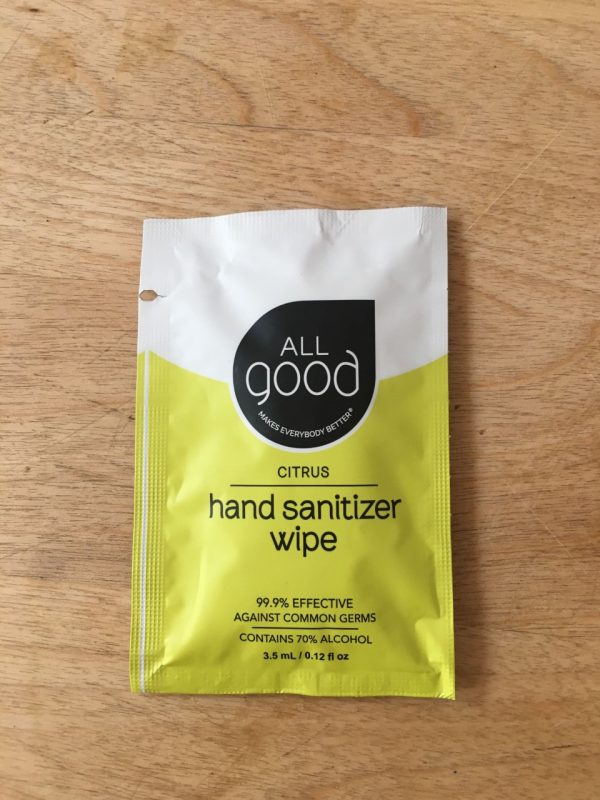 ALL
good
MAKES EVERYBODY BETTER®
CITRUS
hand sanitizer
wipe
99.9% EFFECTIVE
AGAINST COMMON GERMS
CONTAINS 70% ALCOHOL
3.5 mL / 0.12 fl oz